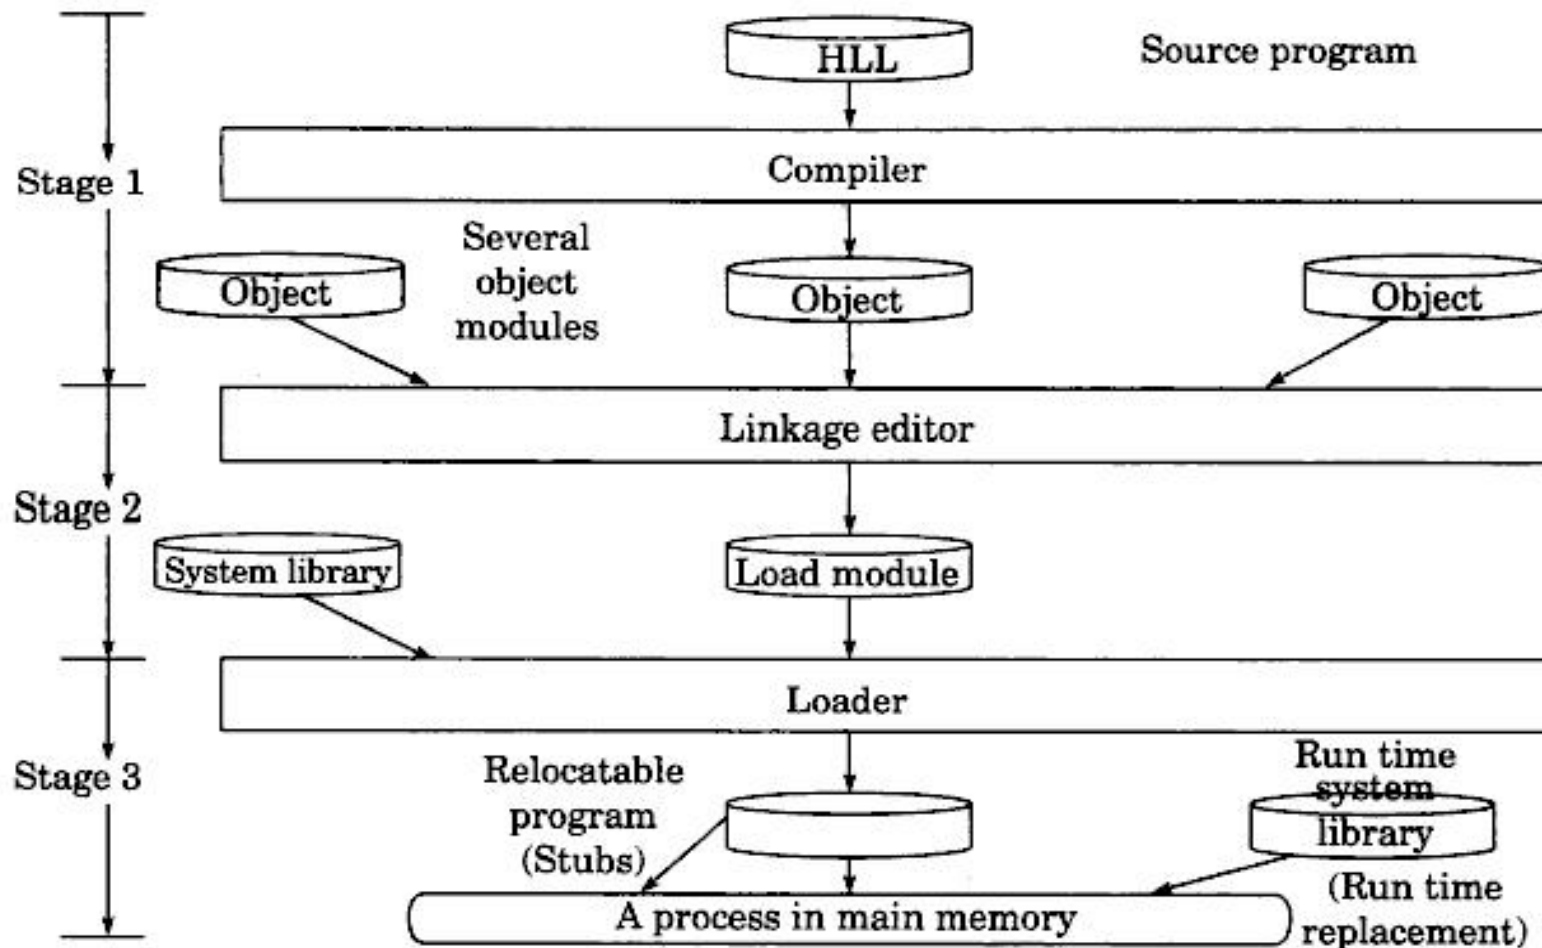 HLL
Source program
Compiler
Stage 1
Several
object
modules
Object
Object
Object
Linkage editor
Stage 2
System library
Load module
Loader
Stage 3
Relocatable
program
(Stubs)
Run time
system
library
(Run time
replacement)
A process in main memory